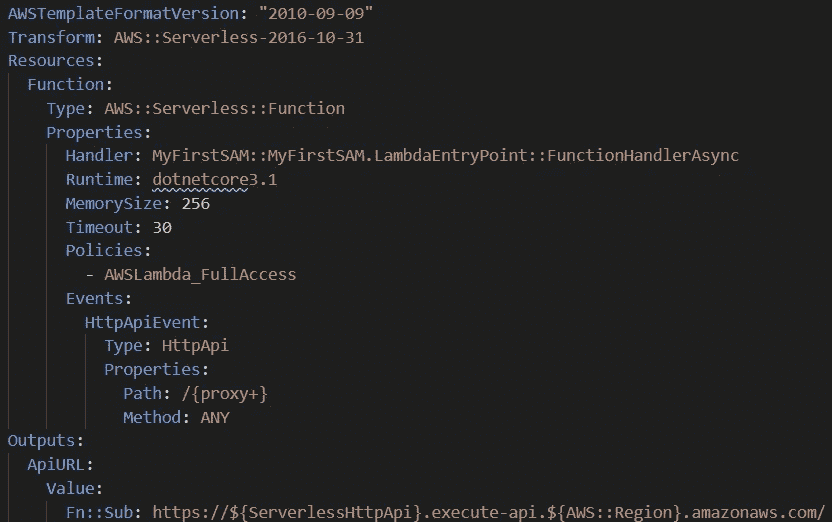 AWSTemplateFormatVersion: "2010-09-09"
Transform: AWS::Serverless-2016-10-31
Resources:
  Function:
    Type: AWS::Serverless::Function
    Properties:
      Handler: MyFirstSAM::MyFirstSAM.LambdaEntryPoint::FunctionHandlerAsync
      Runtime: dotnetcore3.1
      MemorySize: 256
      Timeout: 30
      Policies:
        - AWSLambda_FullAccess
      Events:
        HttpApiEvent:
          Type: HttpApi
          Properties:
            Path: /{proxy+}
            Method: ANY
Outputs:
  ApiURL:
    Value:
      Fn::Sub: https://${ServerlessHttpApi}.execute-api.${AWS::Region}.amazonaws.com/